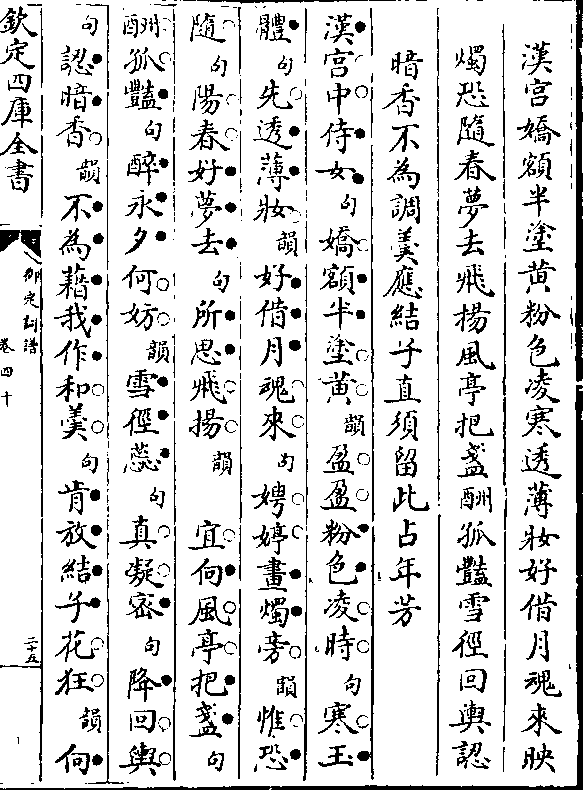 漢宮嬌額半塗黄粉色凌寒透薄妝好借月魂來映
燭恐隨春夢去飛揚風亭把盞酬孤豔雪徑回輿認
暗香不為調羮應結子直須留此占年芳
漢宮中侍女句嬌額半塗黄韻盈盈粉色凌時句寒玉
體句先透薄妝韻好借月魂來句娉婷畫燭旁韻惟恐
隨句陽春好夢去句所思飛揚韻宜向風亭把盞句
酬孤豔句醉永夕何妨韻雪徑蕊句真凝密句降回輿
句認暗香韻不為藉我作和羮句肯放結子花狂韻向
欽定四庫全書
御定詞譜
卷四十
二十五